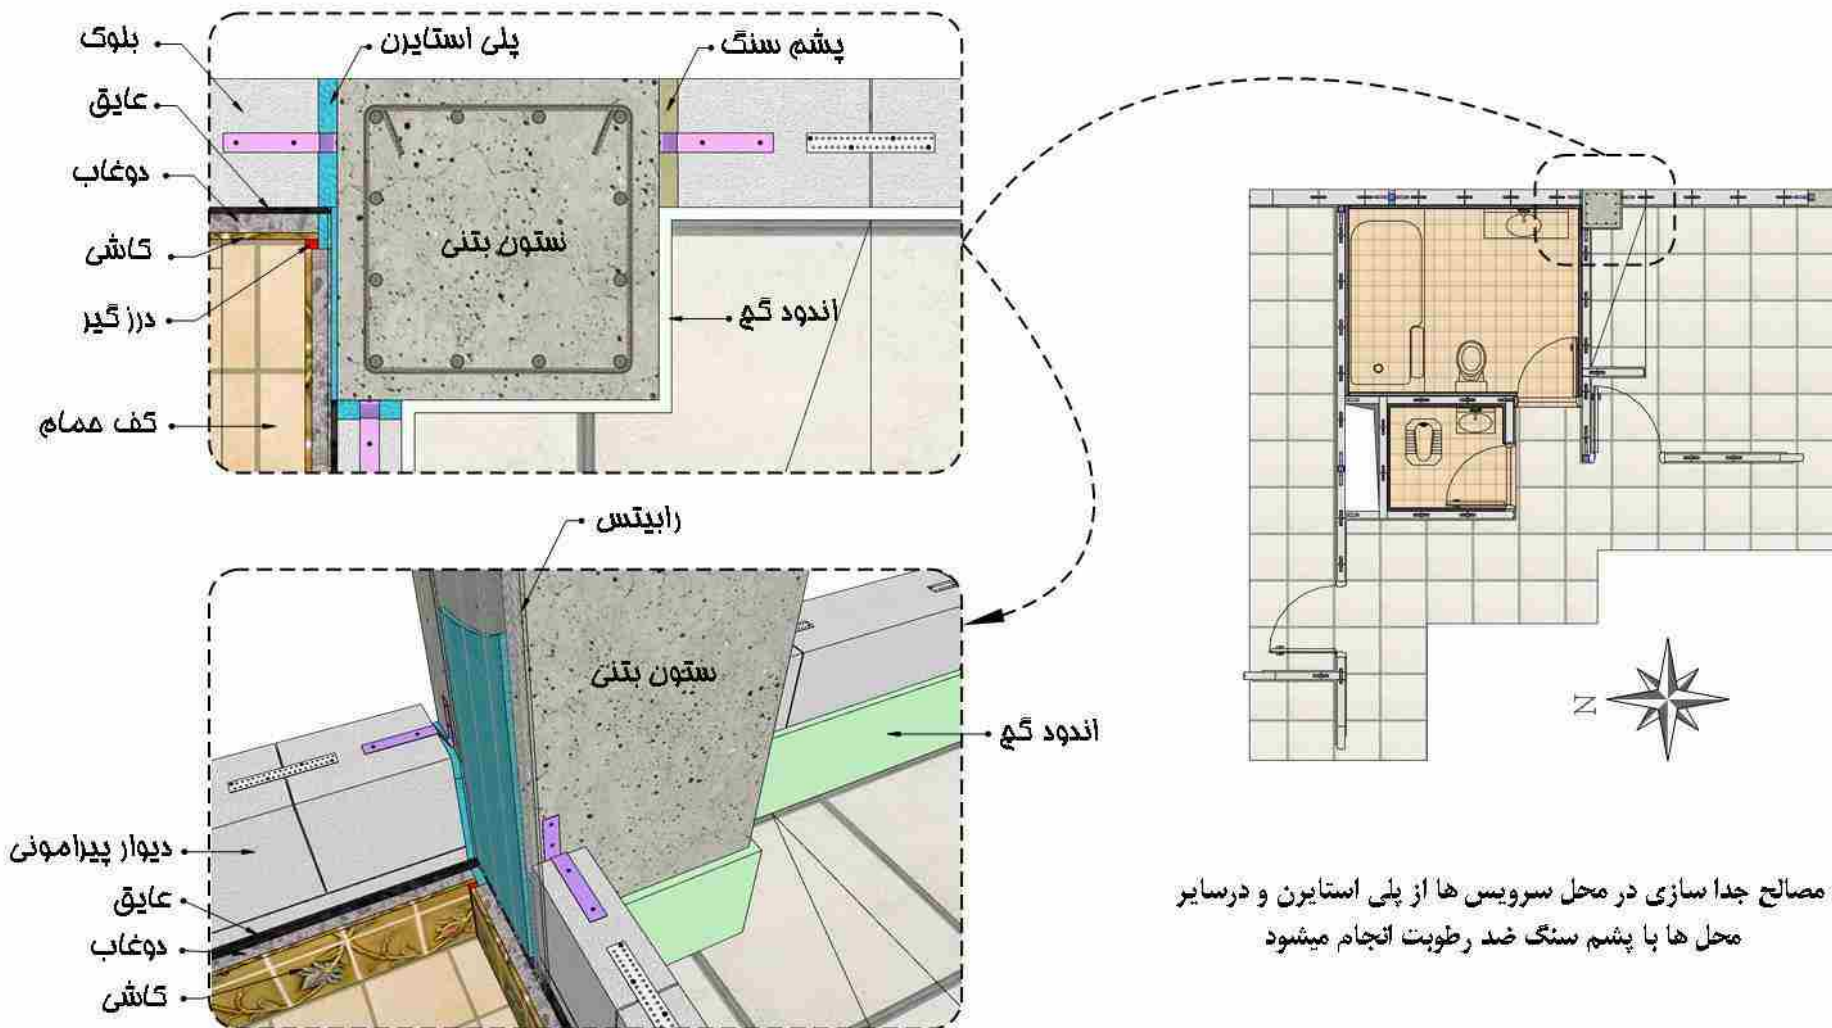 بلوک
پلی استایرن
پشم سنگ
عایق
دوغاب
نستون بتنی
کاشی
اندود گچ
درز گیر
کف حمام
رابیتس
ستون بتنی
اندود گچ
دیوار پیرامونی
عایق
دوغاب
کاشی
N
مصالح جدا سازی در محل سرویس ها از پلی استایرن و درسایر
محل ها با پشم سنگ ضد رطوبت انجام میشود